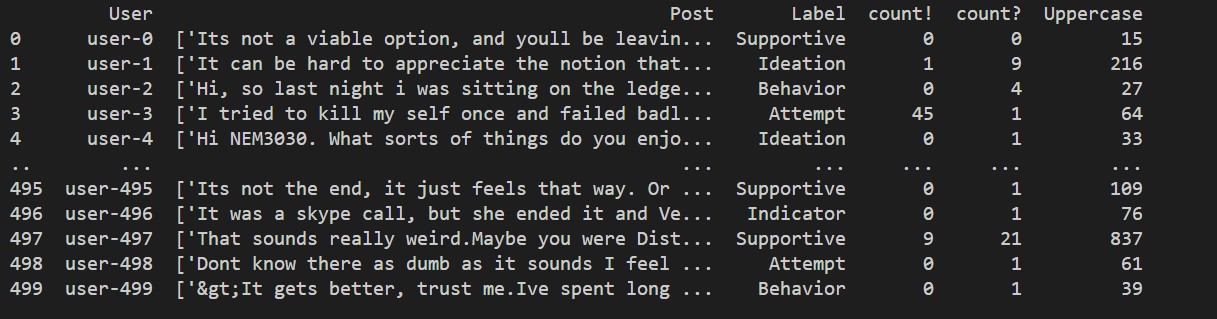 User Post Label count! count? Uppercase
0 user-0 ['Its not a viable option, and youll be leavin... Supportive 0 0 15
1 user-1 ['It can be hard to appreciate the notion that... Ideation 1 9 216
2 user-2 ['Hi, so last night i was sitting on the ledge... Behavior 0 4 27
3 user-3 ['I tried to kill my self once and failed badl... Attempt 45 1 64
4 user-4 ['Hi NEM3030. What sorts of things do you enjo... Ideation 0 1 33
.. ... ... ... ... ... ...
495 user-495 ['Its not the end, it just feels that way. Or ... Supportive 0 1 109
496 user-496 ['It was a skype call, but she ended it and Ve... Indicator 0 1 76
497 user-497 ['That sounds really weird.Maybe you were Dist... Supportive 9 21 837
498 user-498 ['Dont know there as dumb as it sounds I feel ... Attempt 0 1 61
499 user-499 ['&gt;It gets better, trust me.Ive spent long ... Behavior 0 1 39